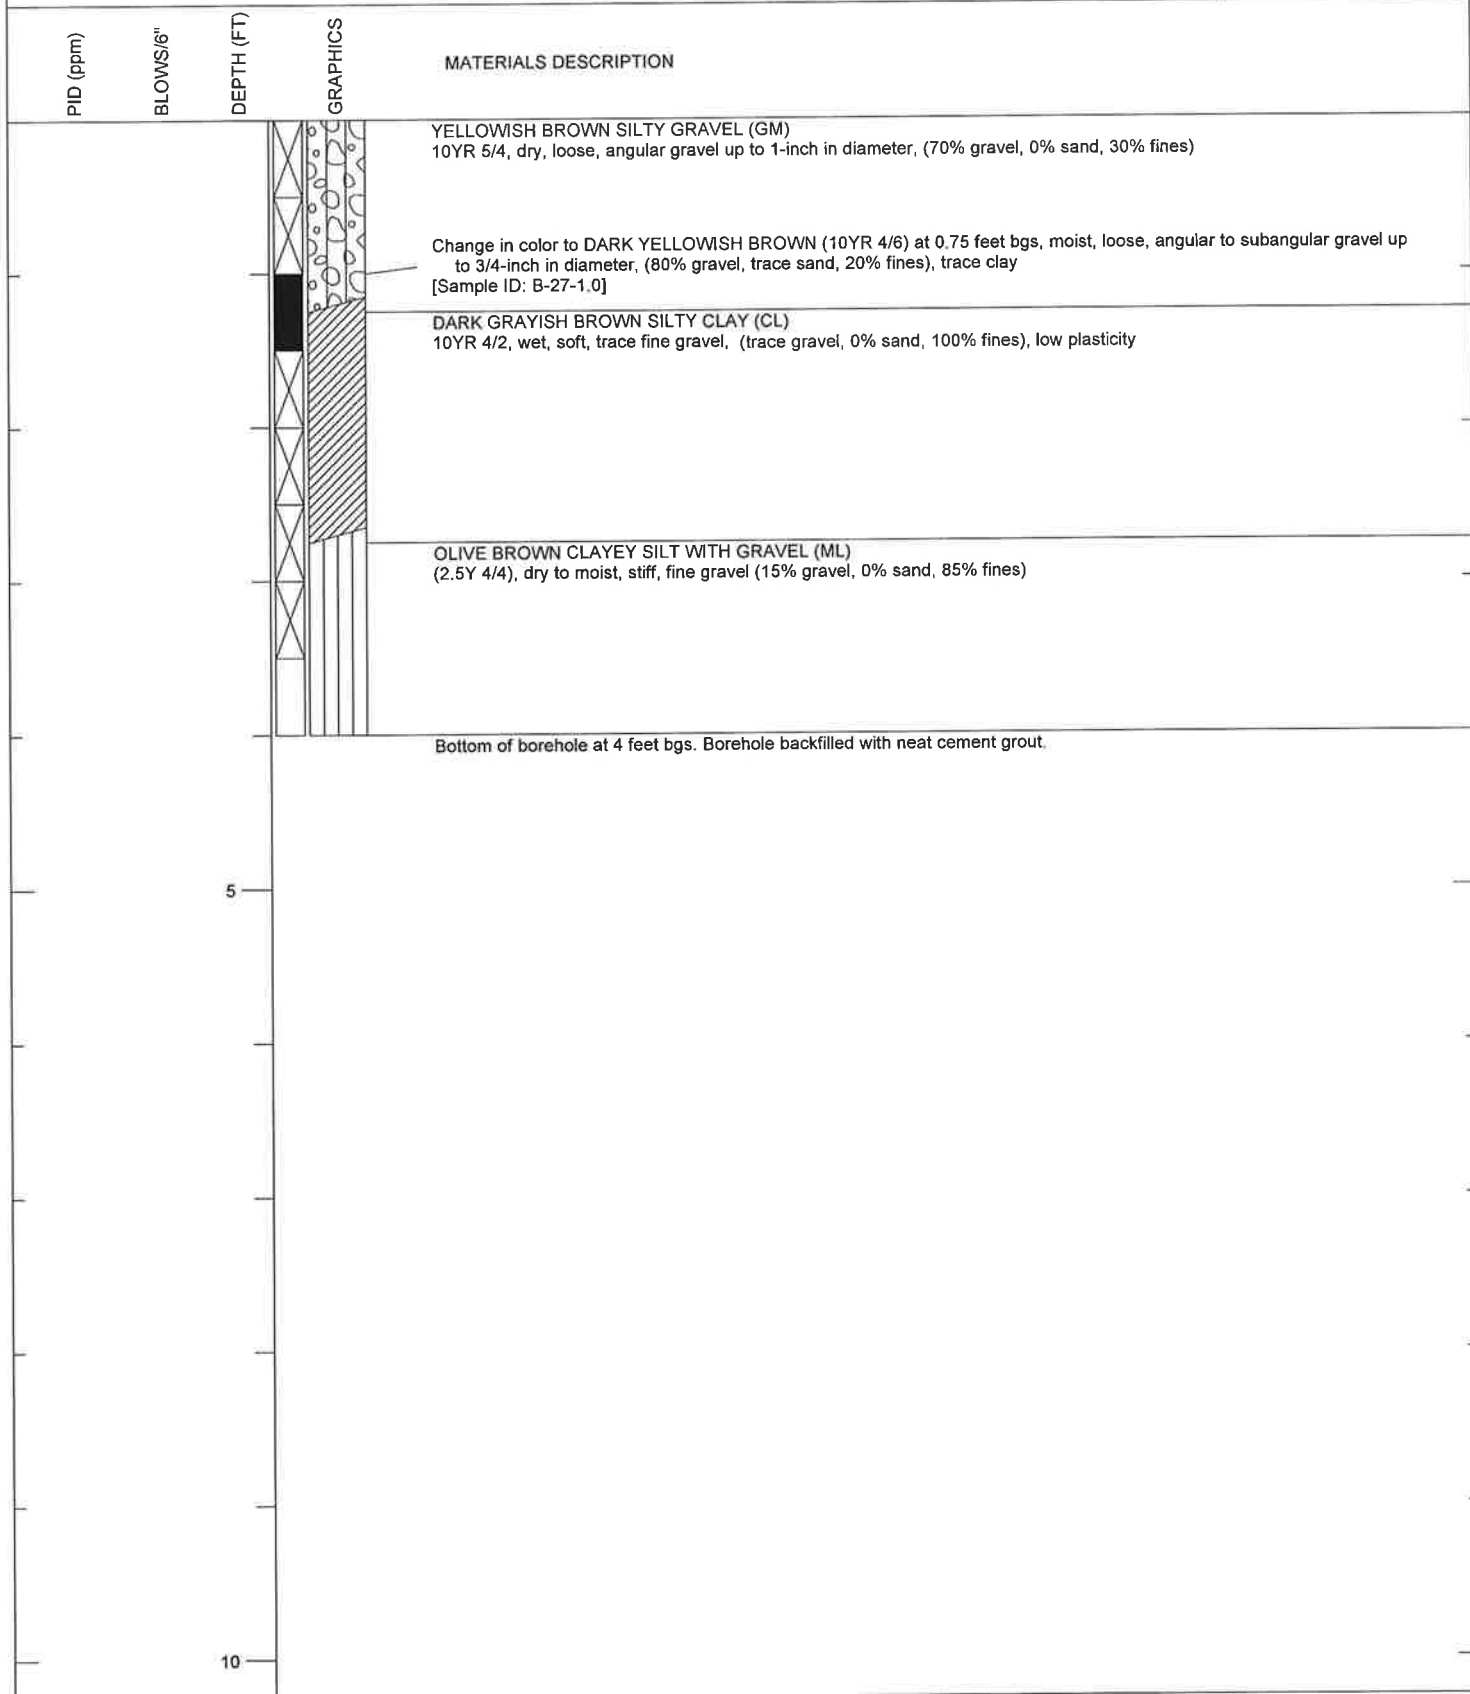 PID (ppm)
BLOWS/6"
DEPTH (FT)
GRAPHICS
MATERIALS DESCRIPTION
YELLOWISH BROWN SILTY GRAVEL (GM)
10YR 5/4, dry, loose, angular gravel up to 1-inch in diameter, (70% gravel, 0% sand, 30% fines)
Change in color to DARK YELLOWISH BROWN (10YR 4/6) at 0.75 feet bgs, moist, loose, angular to subangular gravel up
to 3/4-inch in diameter, (80% gravel, trace sand, 20% fines), trace clay
[Sample ID: B-27-1.0]
DARK GRAYISH BROWN SILTY CLAY (CL)
10YR 4/2, wet, soft, trace fine gravel, (trace gravel, 0% sand, 100% fines), low plasticity
OLIVE BROWN CLAYEY SILT WITH GRAVEL (ML)
(2.5Y 4/4), dry to moist, stiff, fine gravel (15% gravel, 0% sand, 85% fines)
Bottom of borehole at 4 feet bgs. Borehole backfilled with neat cement grout.
5
10